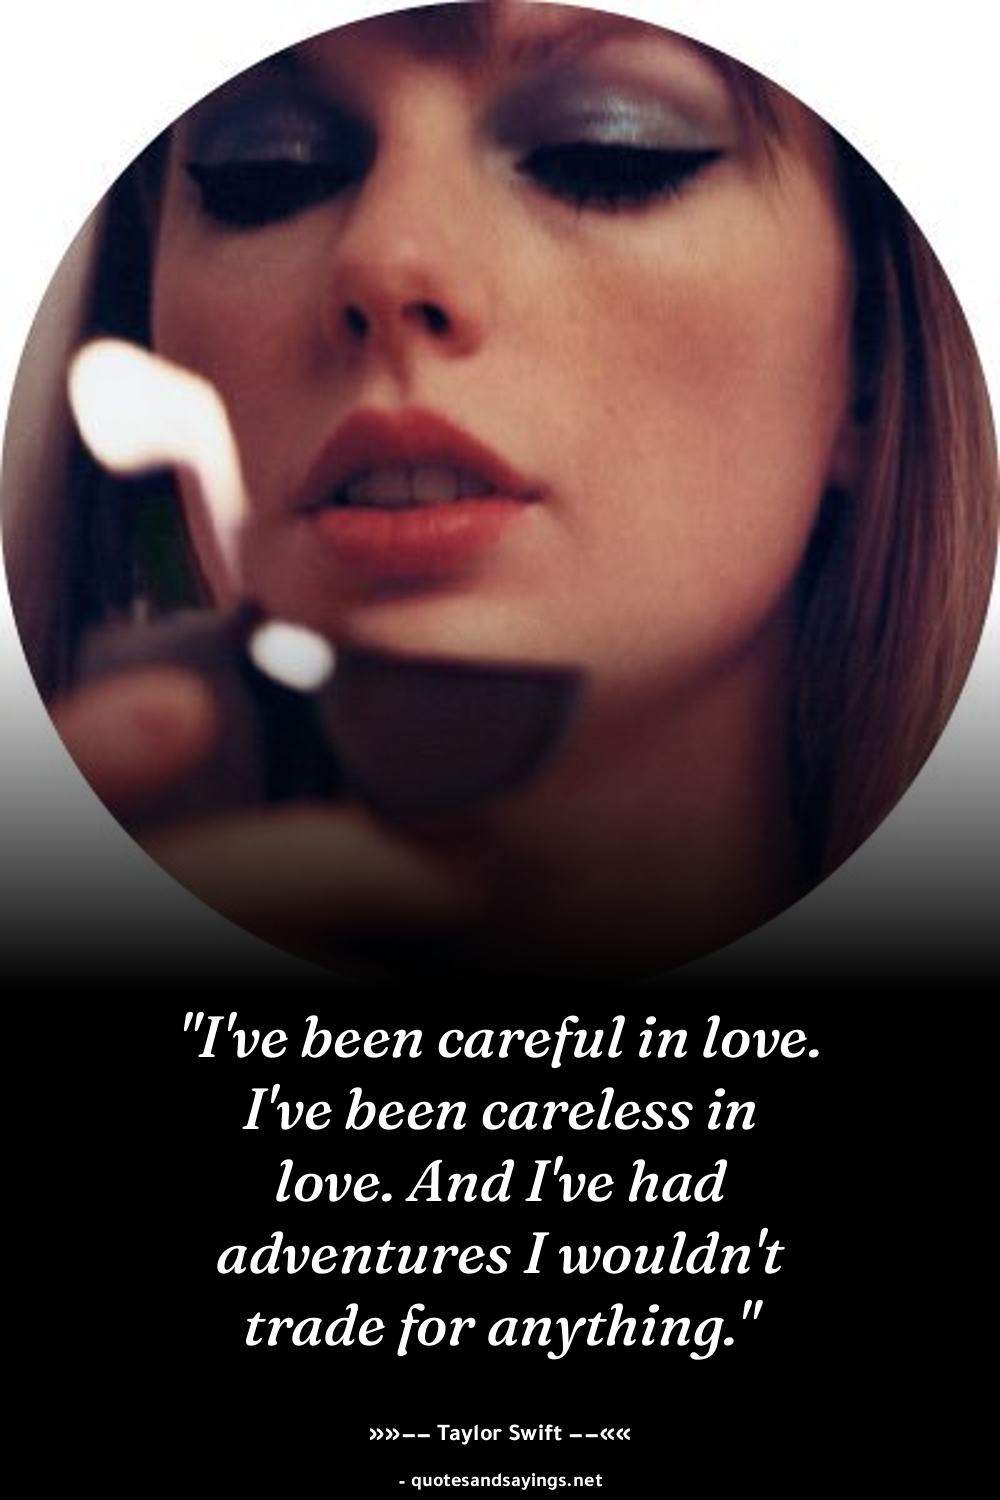 "I've been careful in love.
I've been careless in
love. And I've had
adventures I wouldn't
trade for anything."
»»–– Taylor Swift ––««
- quotesandsayings.net